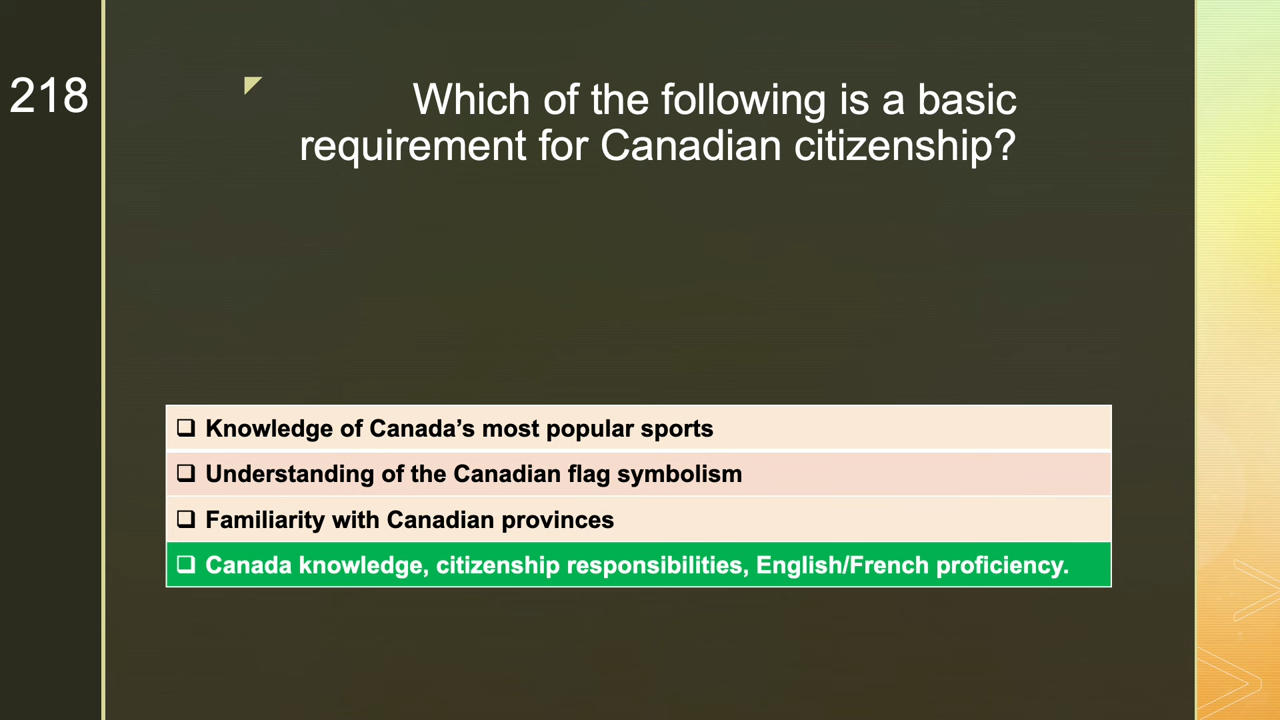 218
Which of the following is a basic
requirement for Canadian citizenship?
❑ Knowledge of Canada’s most popular sports
❑ Understanding of the Canadian flag symbolism
❑ Familiarity with Canadian provinces
❑ Canada knowledge, citizenship responsibilities, English/French proficiency.